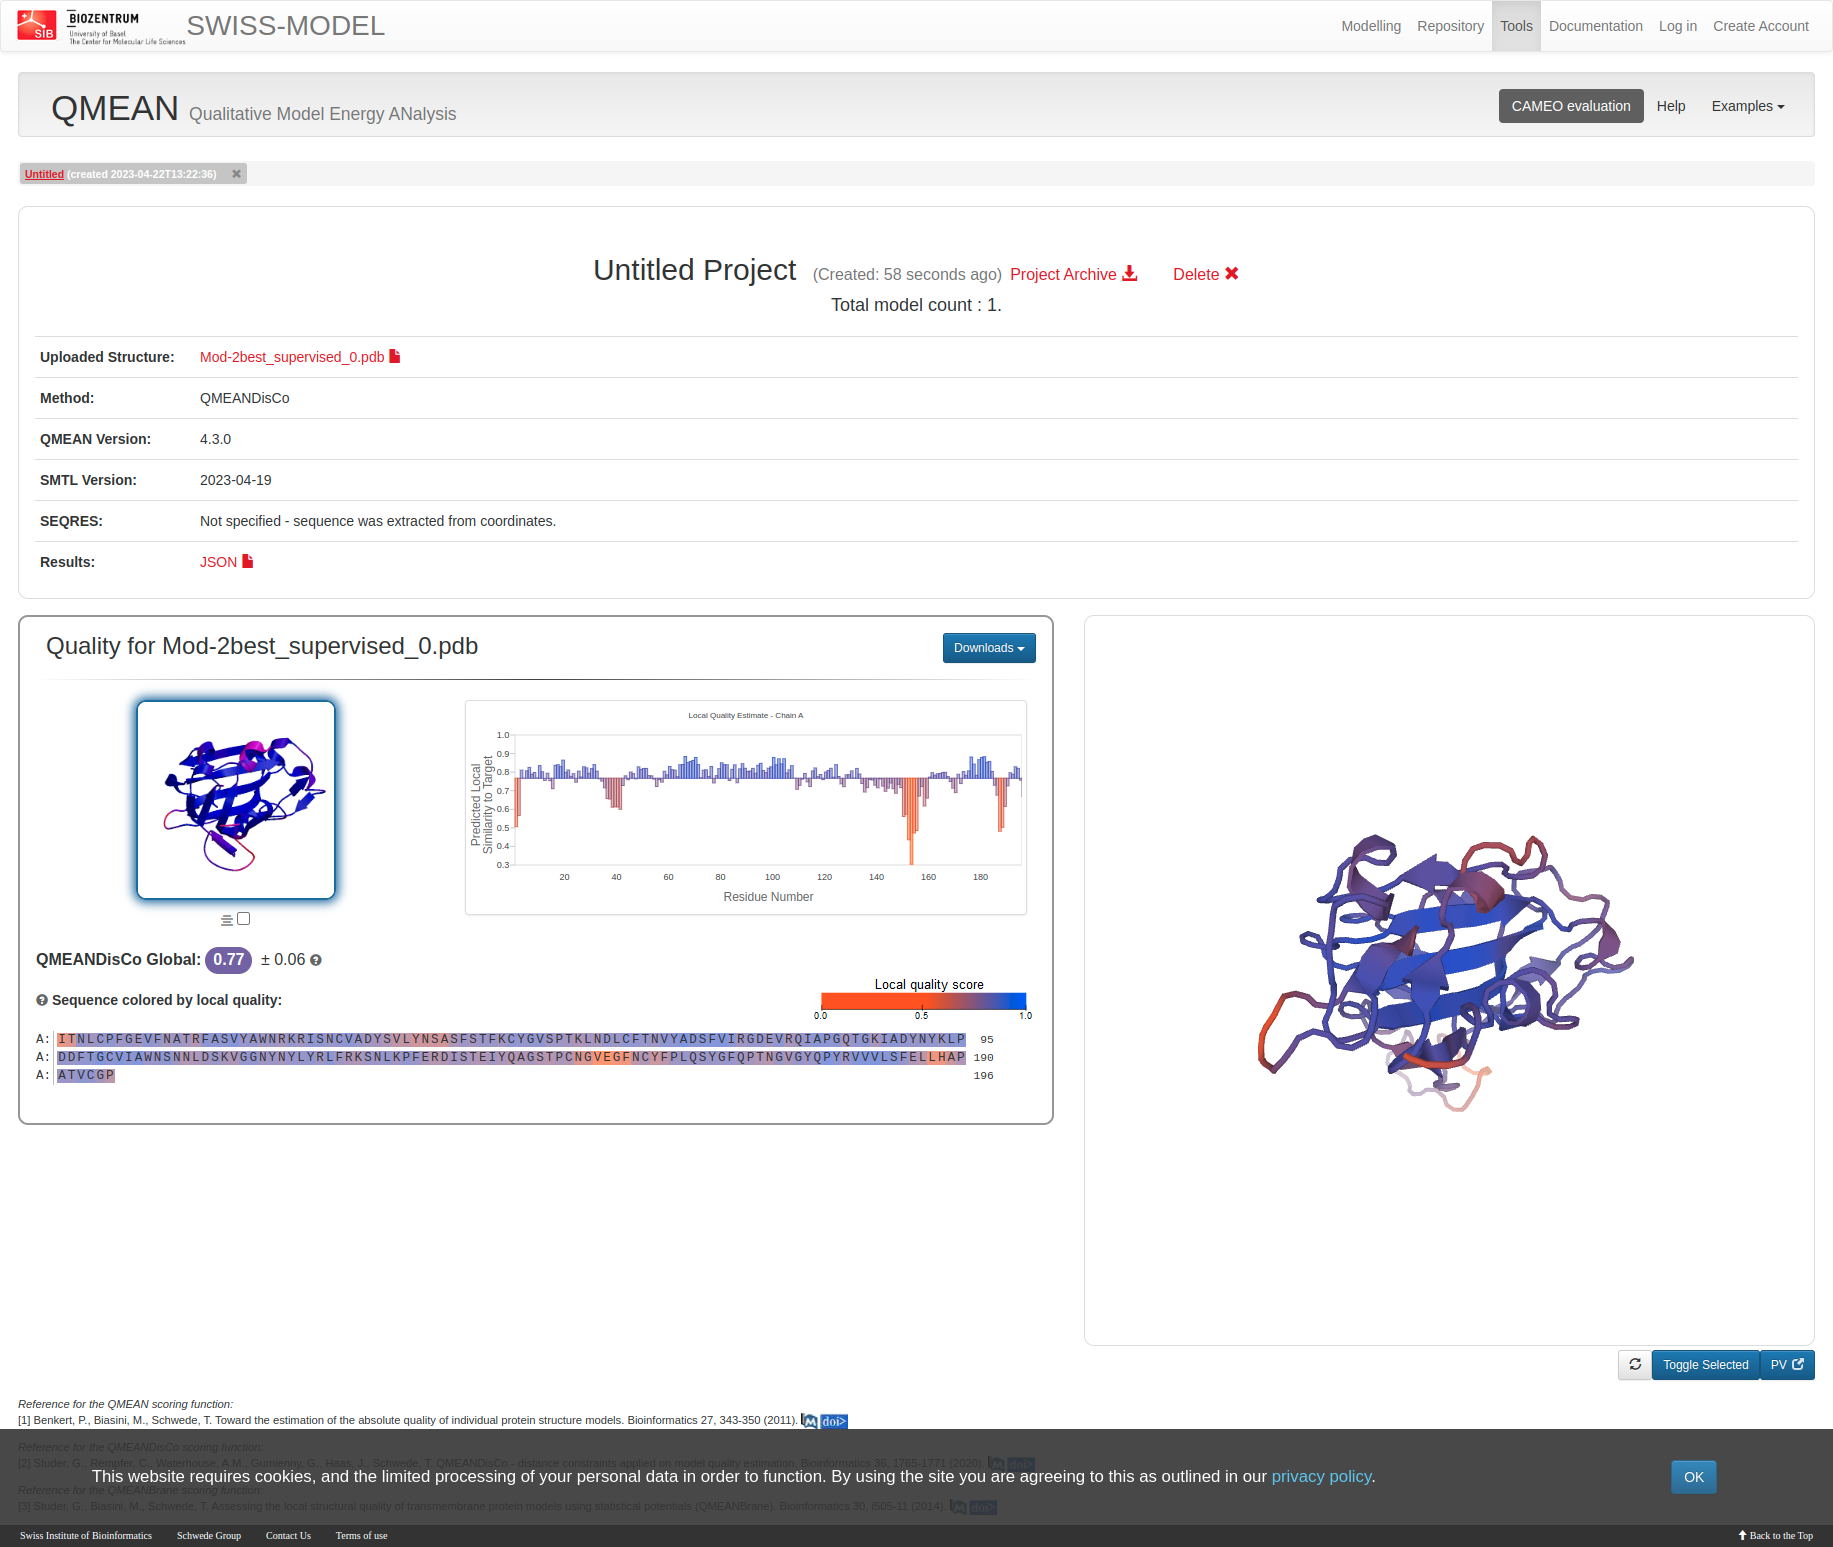 SIB
BIOZENTRUM
University of Basel
The Center for Molecular Life Sciences
SWISS-MODEL
Modelling Repository Tools Documentation Log in Create Account
QMEAN Qualitative Model Energy ANalysis
CAMEO evaluation Help Examples
Untitled (created 2023-04-22T13:22:36)
Untitled Project (Created: 58 seconds ago) Project Archive Delete
Total model count : 1.
Uploaded Structure: Mod-2best_supervised_0.pdb
Method: QMEANDisCo
QMEAN Version: 4.3.0
SMTL Version: 2023-04-19
SEQRES: Not specified - sequence was extracted from coordinates.
Results: JSON
Quality for Mod-2best_supervised_0.pdb
Downloads
Local Quality Estimate - Chain A
Predicted Local
Similarity to Target
1.0
0.9
0.8
0.7
0.6
0.5
0.4
0.3
20 40 60 80 100 120 140 160 180
Residue Number
QMEANDisCo Global: 0.77 ± 0.06
Sequence colored by local quality:
Local quality score
0.0 0.5 1.0
A: ITNLCPFGEVFNATRFASVYAWNRKRISNCVADYSVLYNSASFSTFKCYGVSPTKLNDLCFTNVYADSFVIRGDEVRQIAPGQTGKIADYNYKLP 95
A: DDFTGCVIAWNSNNLDSKVGGNYNYLYRLFRKSNLKPFERDISTEIYQAGSTPCNGVEGFNCYFPLQSYGFQPTNGVGYQPYRVVVLSFELLHAP 190
A: ATVCGP 196
Toggle Selected PV
Reference for the QMEAN scoring function:
[1] Benkert, P., Biasini, M., Schwede, T. Toward the estimation of the absolute quality of individual protein structure models. Bioinformatics 27, 343-350 (2011). doi>
Reference for the QMEANDisCo scoring function:
[2] Studer, G., Rempfer, C., Waterhouse, A.M., Gumienny, G., Haas, J., Schwede, T. QMEANDisCo - distance constraints applied on model quality estimation. Bioinformatics 36, 1765-1771 (2020). doi>
This website requires cookies, and the limited processing of your personal data in order to function. By using the site you are agreeing to this as outlined in our privacy policy.
OK
Reference for the QMEANBrane scoring function:
[3] Studer, G., Biasini, M., Schwede, T. Assessing the local structural quality of transmembrane protein models using statistical potentials (QMEANBrane). Bioinformatics 30, i505-11 (2014). doi>
Swiss Institute of Bioinformatics Schwede Group Contact Us Terms of use Back to the Top